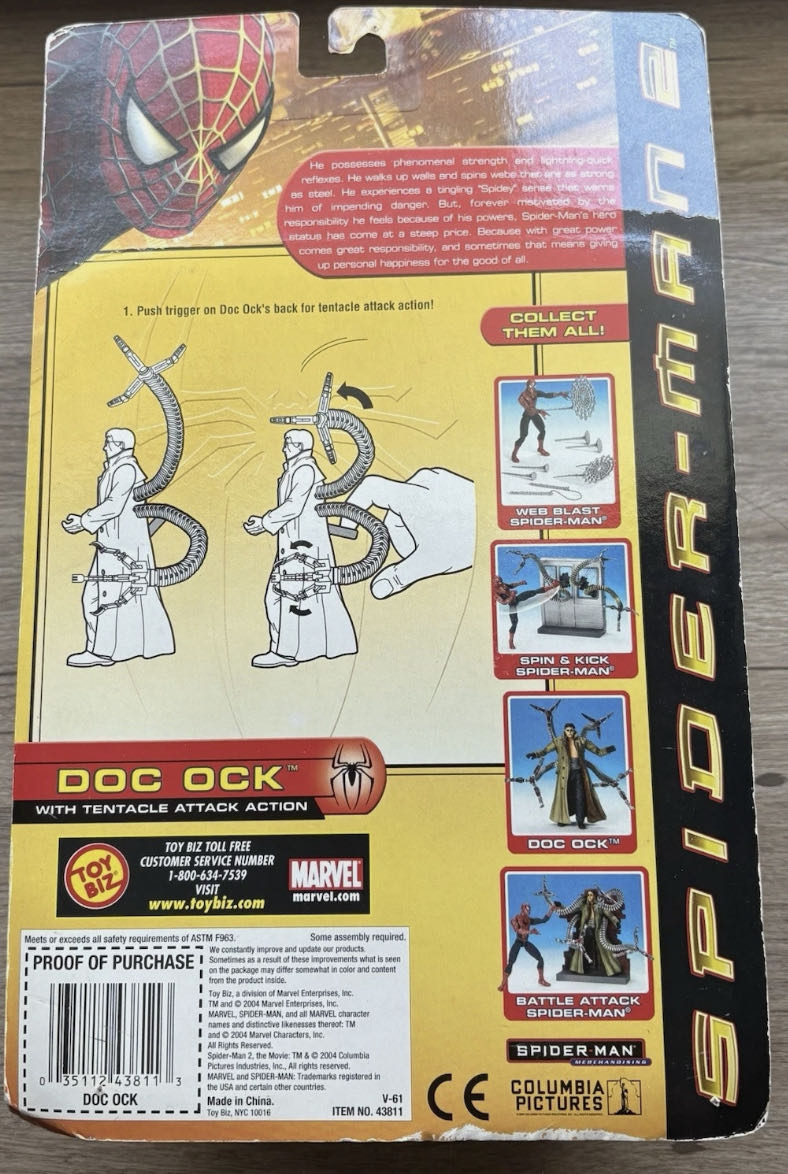 He possesses phenomenal strength and lightning-quick
reflexes. He walks up walls and spins webs that are as strong
as steel. He experiences a tingling "Spidey" sense that warns
him of impending danger. But, forever motivated by the
responsibility he feels because of his powers, Spider-Man's hero
status has come at a steep price. Because with great power
comes great responsibility, and sometimes that means giving
up personal happiness for the good of all.
SPIDER-MAN 2™
1. Push trigger on Doc Ock's back for tentacle attack action!
COLLECT
THEM ALL!
WEB BLAST
SPIDER-MAN®
SPIN & KICK
SPIDER-MAN®
DOC OCK™
BATTLE ATTACK
SPIDER-MAN®
DOC OCK™
WITH TENTACLE ATTACK ACTION
TOY BIZ®
TOY BIZ TOLL FREE
CUSTOMER SERVICE NUMBER
1-800-634-7539
VISIT
www.toybiz.com
MARVEL
marvel.com
Meets or exceeds all safety requirements of ASTM F963.
Some assembly required.
PROOF OF PURCHASE
0 35112 43811 3
DOC OCK
We constantly improve and update our products.
Sometimes as a result of these improvements what is seen
on the package may differ somewhat in color and content
from the product inside.
Toy Biz, a division of Marvel Enterprises, Inc.
TM and © 2004 Marvel Enterprises, Inc.
MARVEL, SPIDER-MAN, and all MARVEL character
names and distinctive likenesses thereof: TM
and © 2004 Marvel Characters, Inc.
All Rights Reserved.
Spider-Man 2, the Movie: TM & © 2004 Columbia
Pictures Industries, Inc., All rights reserved.
MARVEL and SPIDER-MAN: Trademarks registered in
the USA and certain other countries.
Made in China.
Toy Biz, NYC 10016
V-61
ITEM NO. 43811
CE
SPIDER-MAN®
MERCHANDISING
COLUMBIA
PICTURES